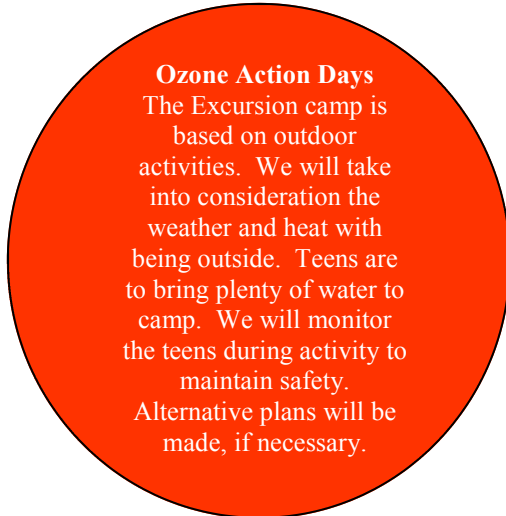 Ozone Action Days
The Excursion camp is
based on outdoor
activities.  We will take
into consideration the
weather and heat with
being outside.  Teens are
to bring plenty of water to
camp.  We will monitor
the teens during activity to
maintain safety.
Alternative plans will be
made, if necessary.